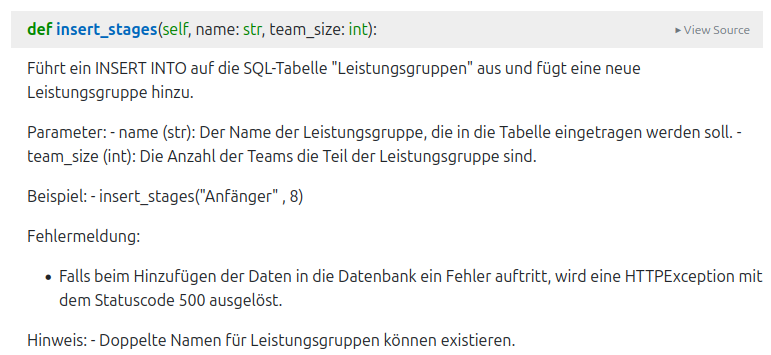 def insert_stages(self, name: str, team_size: int):
▸ View Source
Führt ein INSERT INTO auf die SQL-Tabelle "Leistungsgruppen" aus und fügt eine neue
Leistungsgruppe hinzu.
Parameter: - name (str): Der Name der Leistungsgruppe, die in die Tabelle eingetragen werden soll. -
team_size (int): Die Anzahl der Teams die Teil der Leistungsgruppe sind.
Beispiel: - insert_stages("Anfänger" , 8)
Fehlermeldung:
• Falls beim Hinzufügen der Daten in die Datenbank ein Fehler auftritt, wird eine HTTPException mit
dem Statuscode 500 ausgelöst.
Hinweis: - Doppelte Namen für Leistungsgruppen können existieren.